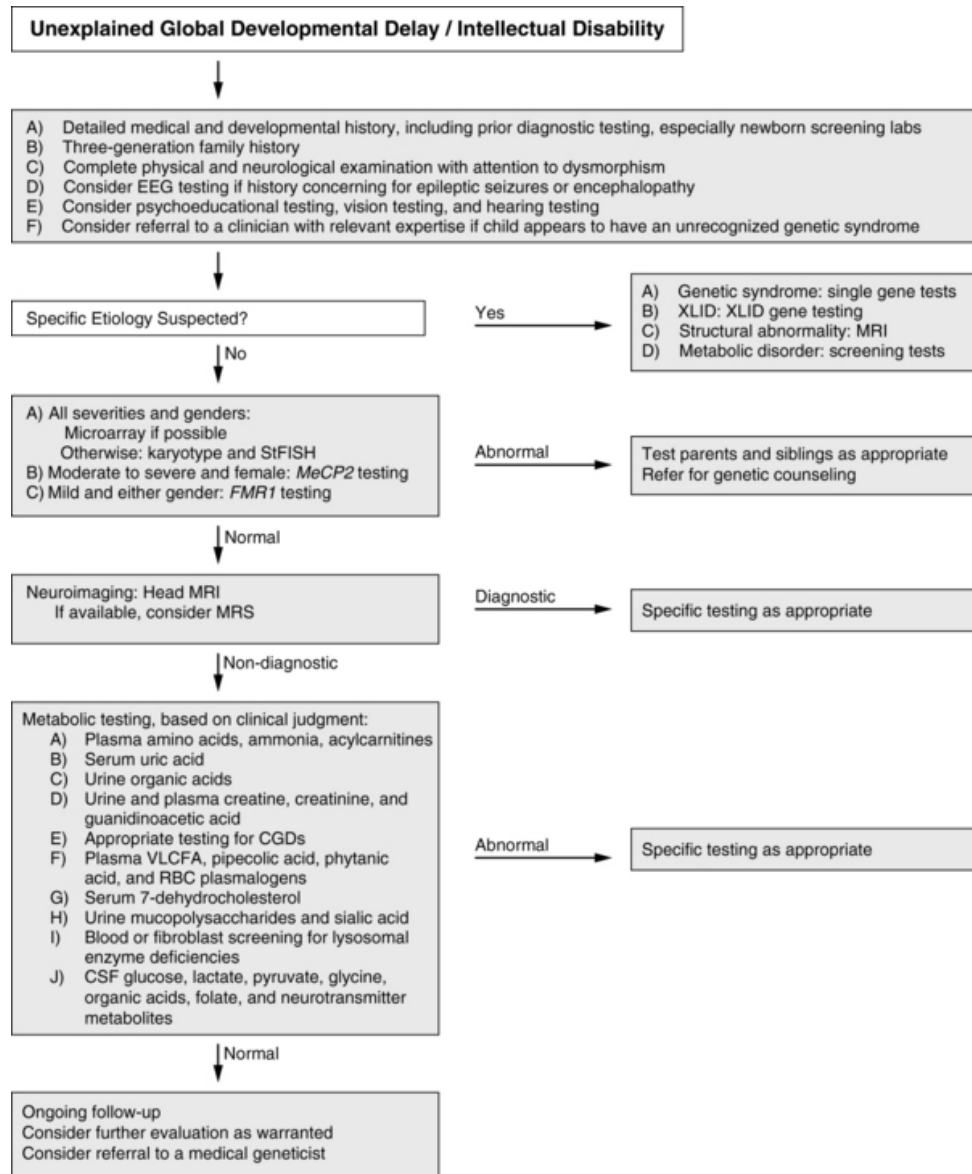 Unexplained Global Developmental Delay / Intellectual Disability
A) Detailed medical and developmental history, including prior diagnostic testing, especially newborn screening labs
B) Three-generation family history
C) Complete physical and neurological examination with attention to dysmorphism
D) Consider EEG testing if history concerning for epileptic seizures or encephalopathy
E) Consider psychoeducational testing, vision testing, and hearing testing
F) Consider referral to a clinician with relevant expertise if child appears to have an unrecognized genetic syndrome
Specific Etiology Suspected?
Yes
A) Genetic syndrome: single gene tests
B) XLID: XLID gene testing
C) Structural abnormality: MRI
D) Metabolic disorder: screening tests
No
A) All severities and genders:
Microarray if possible
Otherwise: karyotype and StFISH
B) Moderate to severe and female: MeCP2 testing
C) Mild and either gender: FMR1 testing
Abnormal
Test parents and siblings as appropriate
Refer for genetic counseling
Normal
Neuroimaging: Head MRI
If available, consider MRS
Diagnostic
Specific testing as appropriate
Non-diagnostic
Metabolic testing, based on clinical judgment:
A) Plasma amino acids, ammonia, acylcarnitines
B) Serum uric acid
C) Urine organic acids
D) Urine and plasma creatine, creatinine, and
guanidinoacetic acid
E) Appropriate testing for CGDs
F) Plasma VLCFA, pipecolic acid, phytanic
acid, and RBC plasmalogens
G) Serum 7-dehydrocholesterol
H) Urine mucopolysaccharides and sialic acid
I) Blood or fibroblast screening for lysosomal
enzyme deficiencies
J) CSF glucose, lactate, pyruvate, glycine,
organic acids, folate, and neurotransmitter
metabolites
Abnormal
Specific testing as appropriate
Normal
Ongoing follow-up
Consider further evaluation as warranted
Consider referral to a medical geneticist